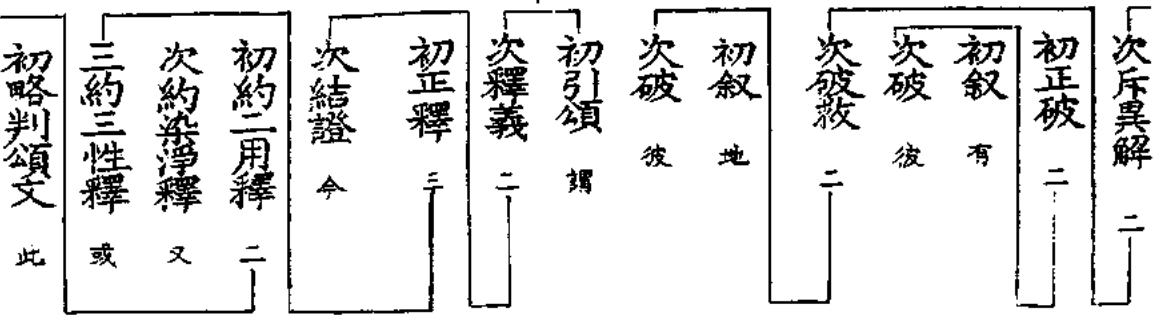 次斥異解 二
初正破 二
初叙 有
次破 彼
次破救 二
初叙 地
次破 彼
初引頌 謂
次釋義 二
初正釋 三
次結證 今
初約二用釋 二
次約染淨釋 又
三約三性釋 或
初略判頌文 此